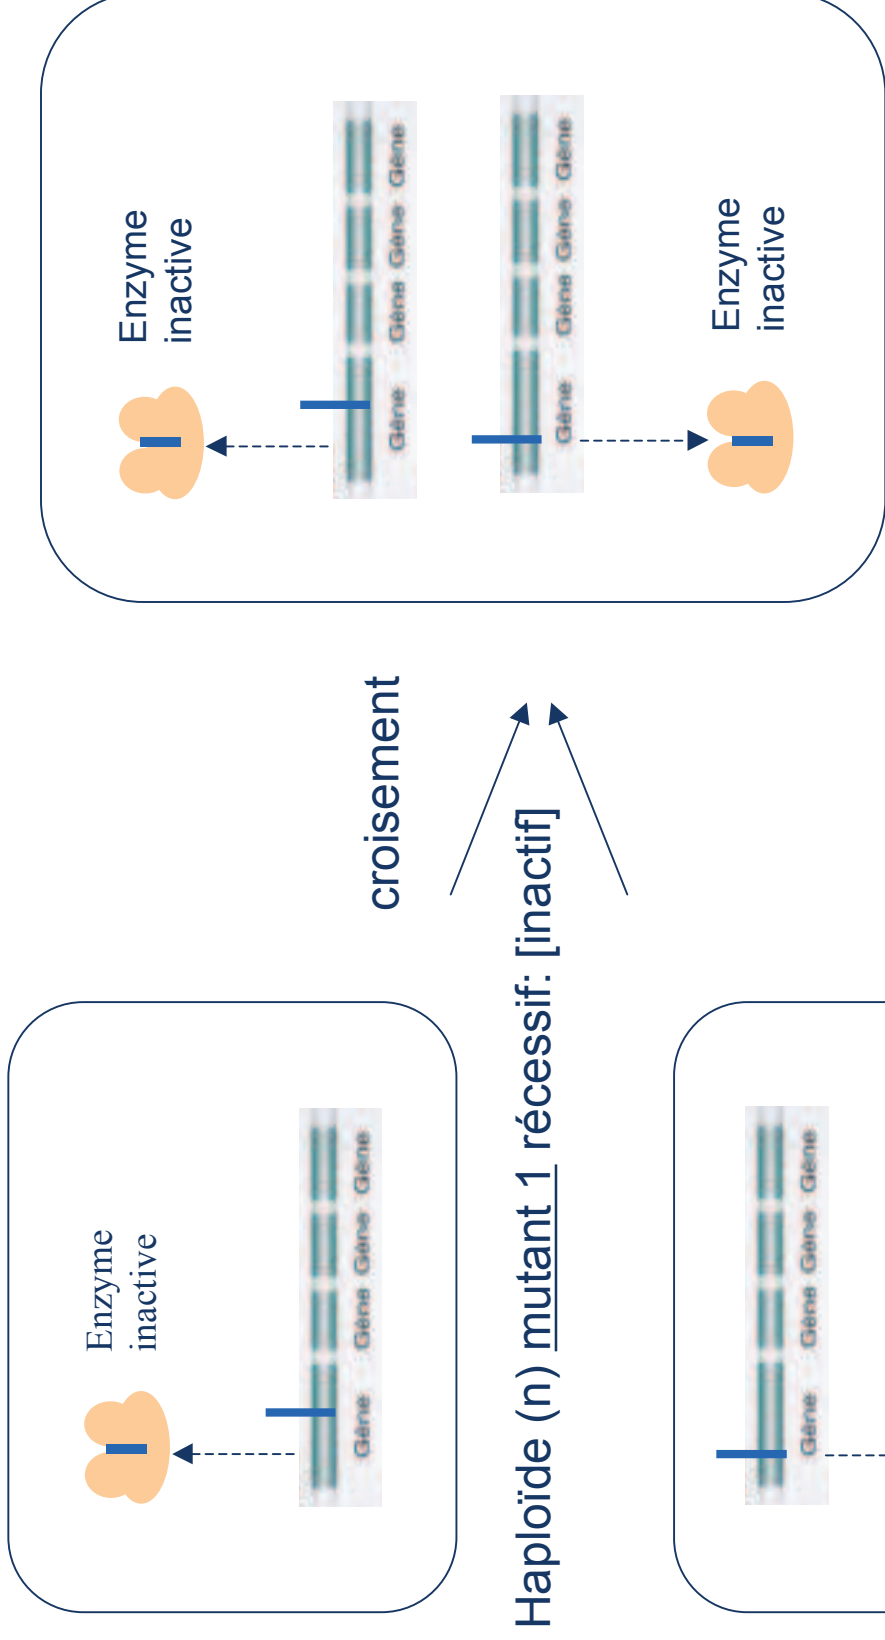 Enzyme
inactive
Gène Gène Gène Gène
Haploïde (n) mutant 1 récessif: [inactif]
Gène Gène Gène Gène
croisement
Enzyme
inactive
Gène Gène Gène Gène
Gène Gène Gène Gène
Enzyme
inactive